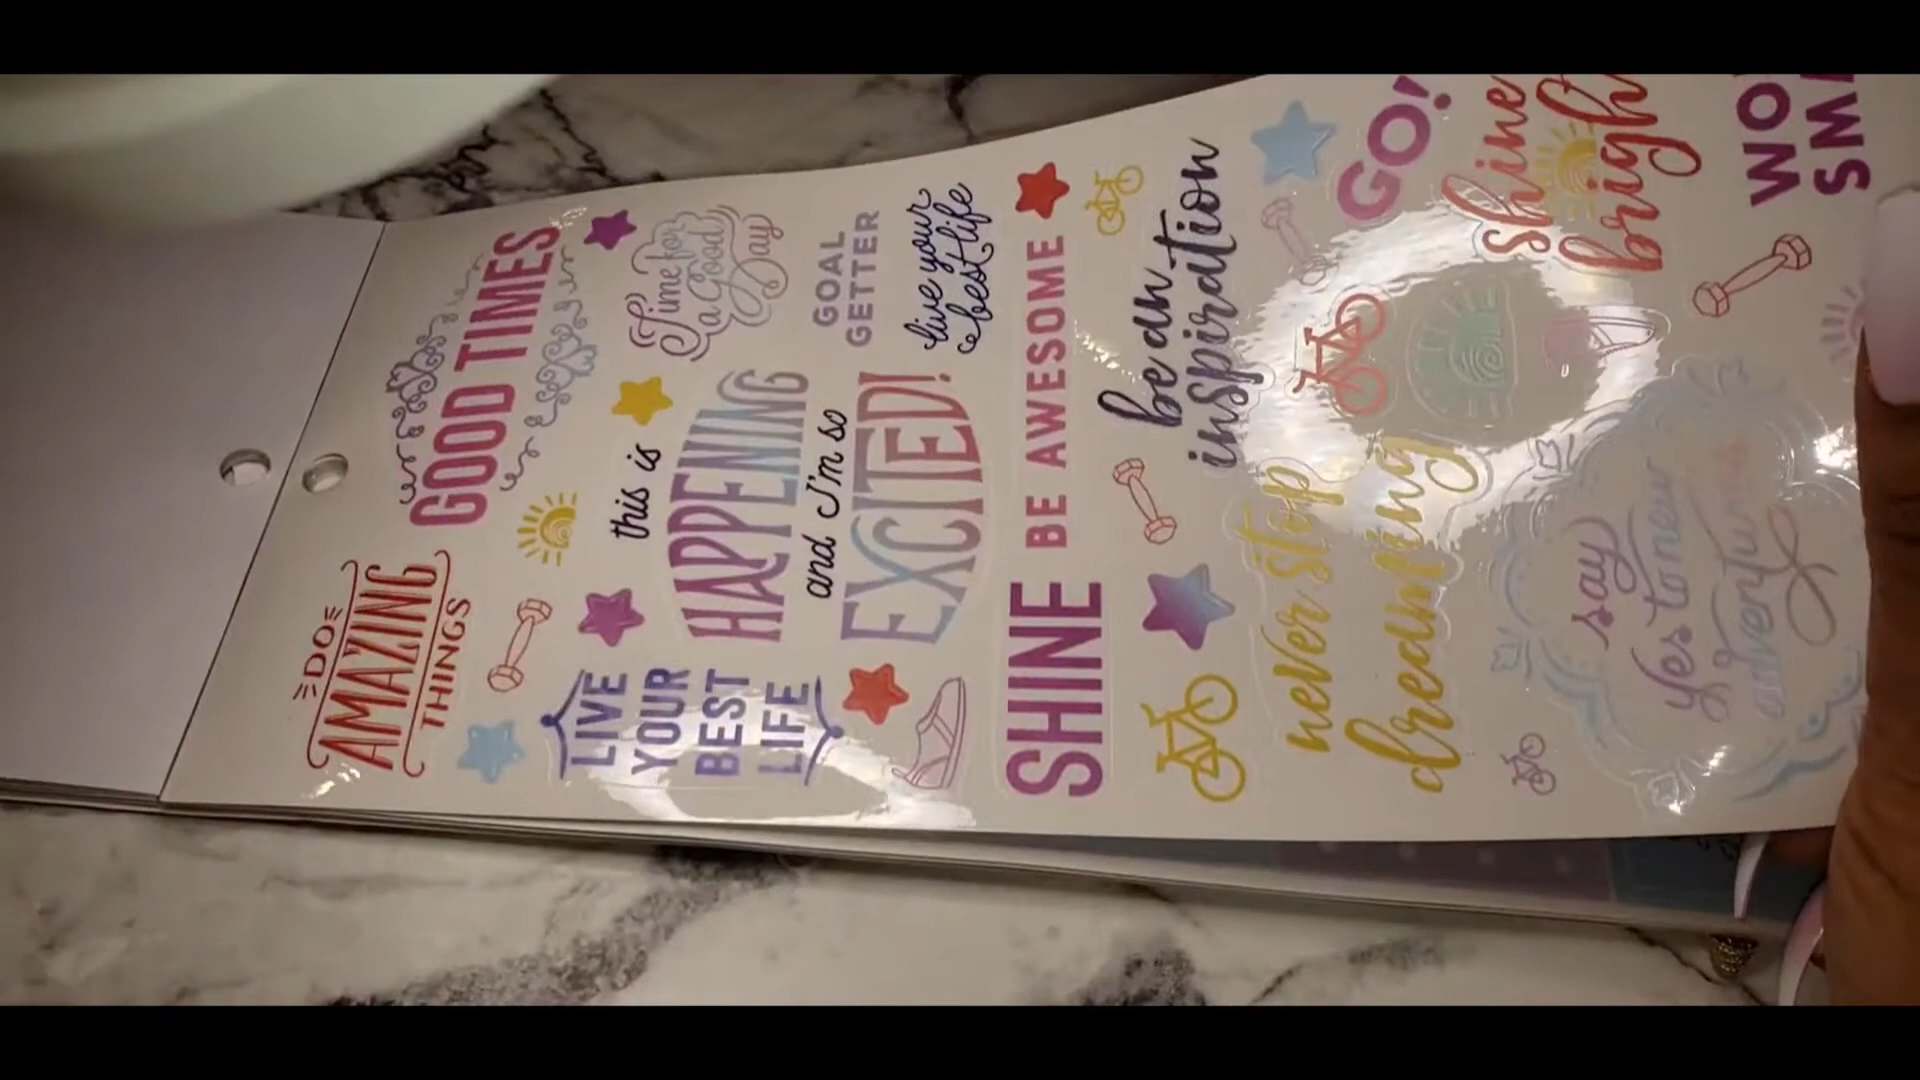 DO
AMAZING
THINGS
GOOD TIMES
LIVE
YOUR
BEST
LIFE
this is
HAPPENING
and I'm so
EXCITED!
Time for
a Good
Day
GOAL
GETTER
live your
best life
SHINE
BE AWESOME
be an
inspiration
never stop
dreaming
GO!
shine
say
yes to new